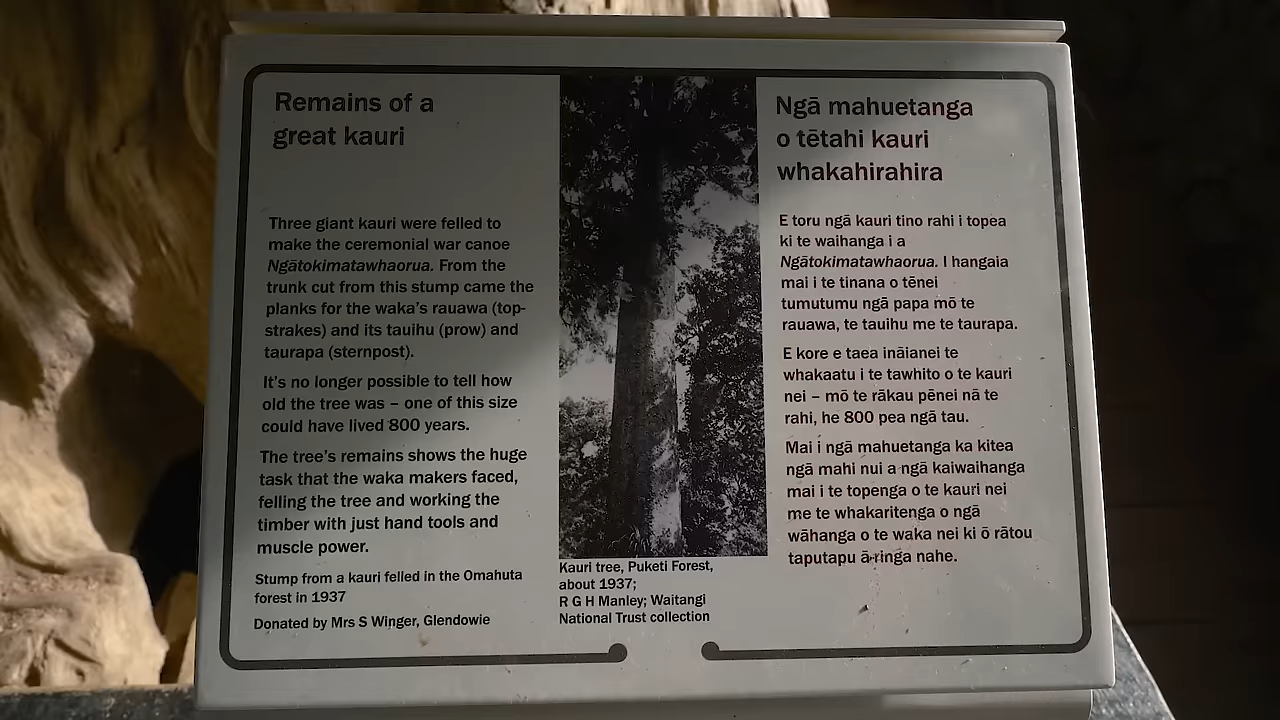 Remains of a
great kauri
Three giant kauri were felled to
make the ceremonial war canoe
Ngātokimatawhaorua. From the
trunk cut from this stump came the
planks for the waka's rauawa (top-
strakes) and its tauihu (prow) and
taurapa (sternpost).
It's no longer possible to tell how
old the tree was – one of this size
could have lived 800 years.
The tree's remains shows the huge
task that the waka makers faced,
felling the tree and working the
timber with just hand tools and
muscle power.
Stump from a kauri felled in the Omahuta
forest in 1937
Donated by Mrs S Winger, Glendowie
Kauri tree, Puketi Forest,
about 1937;
R G H Manley; Waitangi
National Trust collection
Ngā mahuetanga
o tētahi kauri
whakahirahira
E toru ngā kauri tino rahi i topea
ki te waihanga i a
Ngātokimatawhaorua. I hangaia
mai i te tinana o tēnei
tumutumu ngā papa mō te
rauawa, te tauihu me te taurapa.
E kore e taea ināianei te
whakaatu i te tawhito o te kauri
nei – mō te rākau pēnei nā te
rahi, he 800 pea ngā tau.
Mai i ngā mahuetanga ka kitea
ngā mahi nui a ngā kaiwaihanga
mai i te topenga o te kauri nei
me te whakaritenga o ngā
wāhanga o te waka nei ki ō rātou
taputapu ā-ringa nahe.